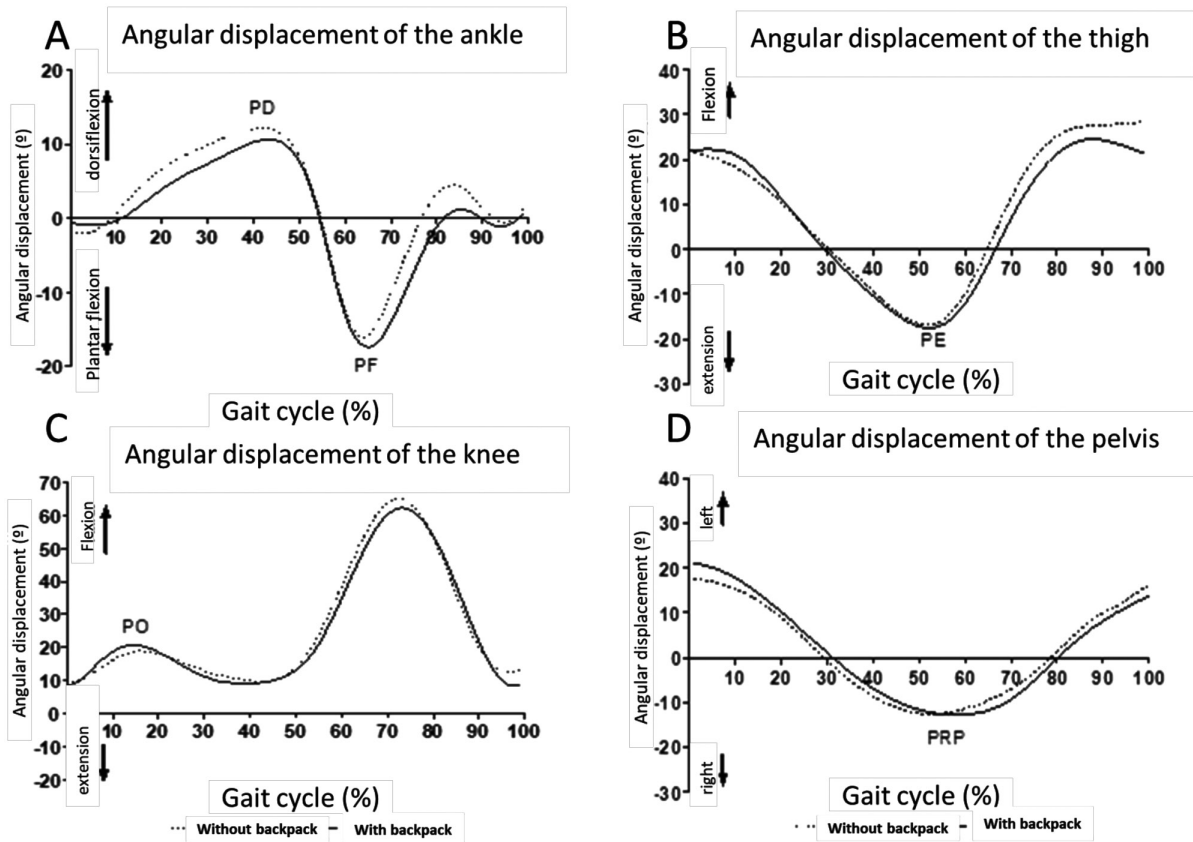 A
Angular displacement of the ankle
Angular displacement (º)
dorsiflexion
Plantar flexion
20
10
0
-10
-20
PD
PF
10 20 30 40 50 60 70 80 90 100
Gait cycle (%)
B
Angular displacement of the thigh
Angular displacement (º)
Flexion
extension
40
30
20
10
0
-10
-20
-30
PE
10 20 30 40 50 60 70 80 90 100
Gait cycle (%)
C
Angular displacement of the knee
Angular displacement (º)
Flexion
extension
70
60
50
40
30
20
10
0
-10
-20
PO
10 20 30 40 50 60 70 80 90 100
Gait cycle (%)
Without backpack
With backpack
D
Angular displacement of the pelvis
Angular displacement (º)
left
right
40
30
20
10
0
-10
-20
-30
PRP
10 20 30 40 50 60 70 80 90 100
Gait cycle (%)
Without backpack
With backpack